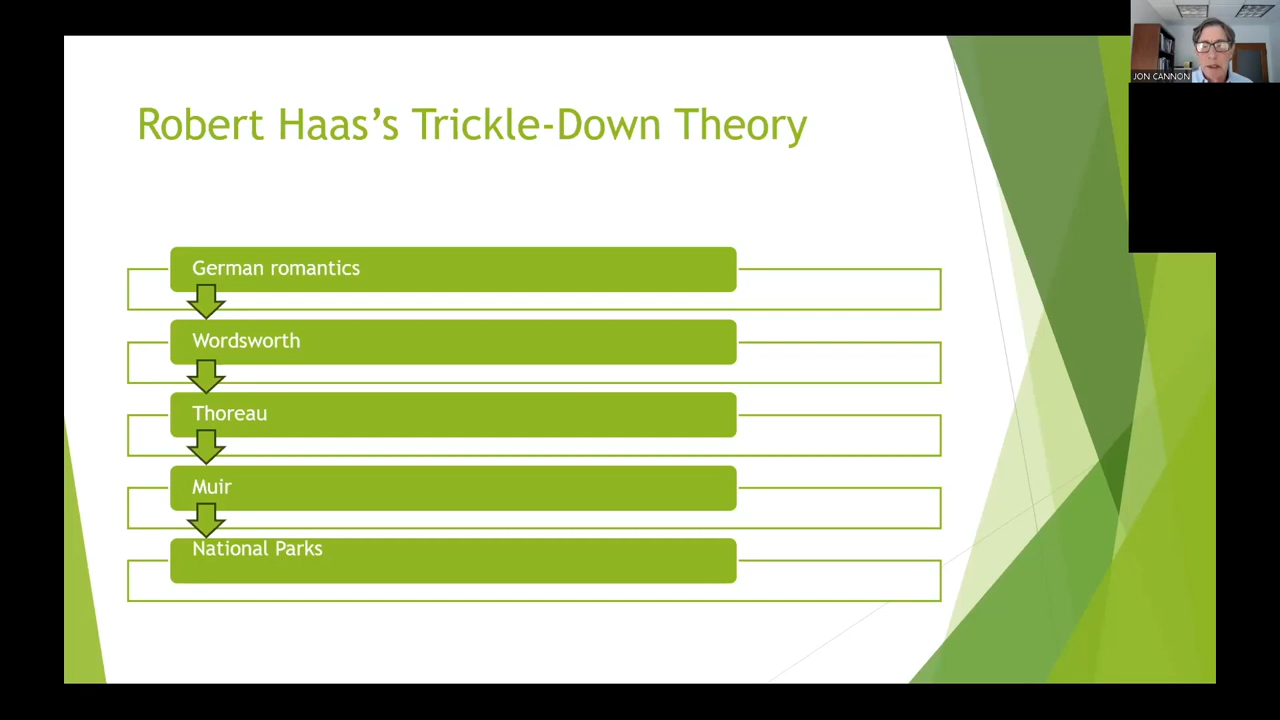 JON CANNON
Robert Haas’s Trickle-Down Theory
German romantics
Wordsworth
Thoreau
Muir
National Parks